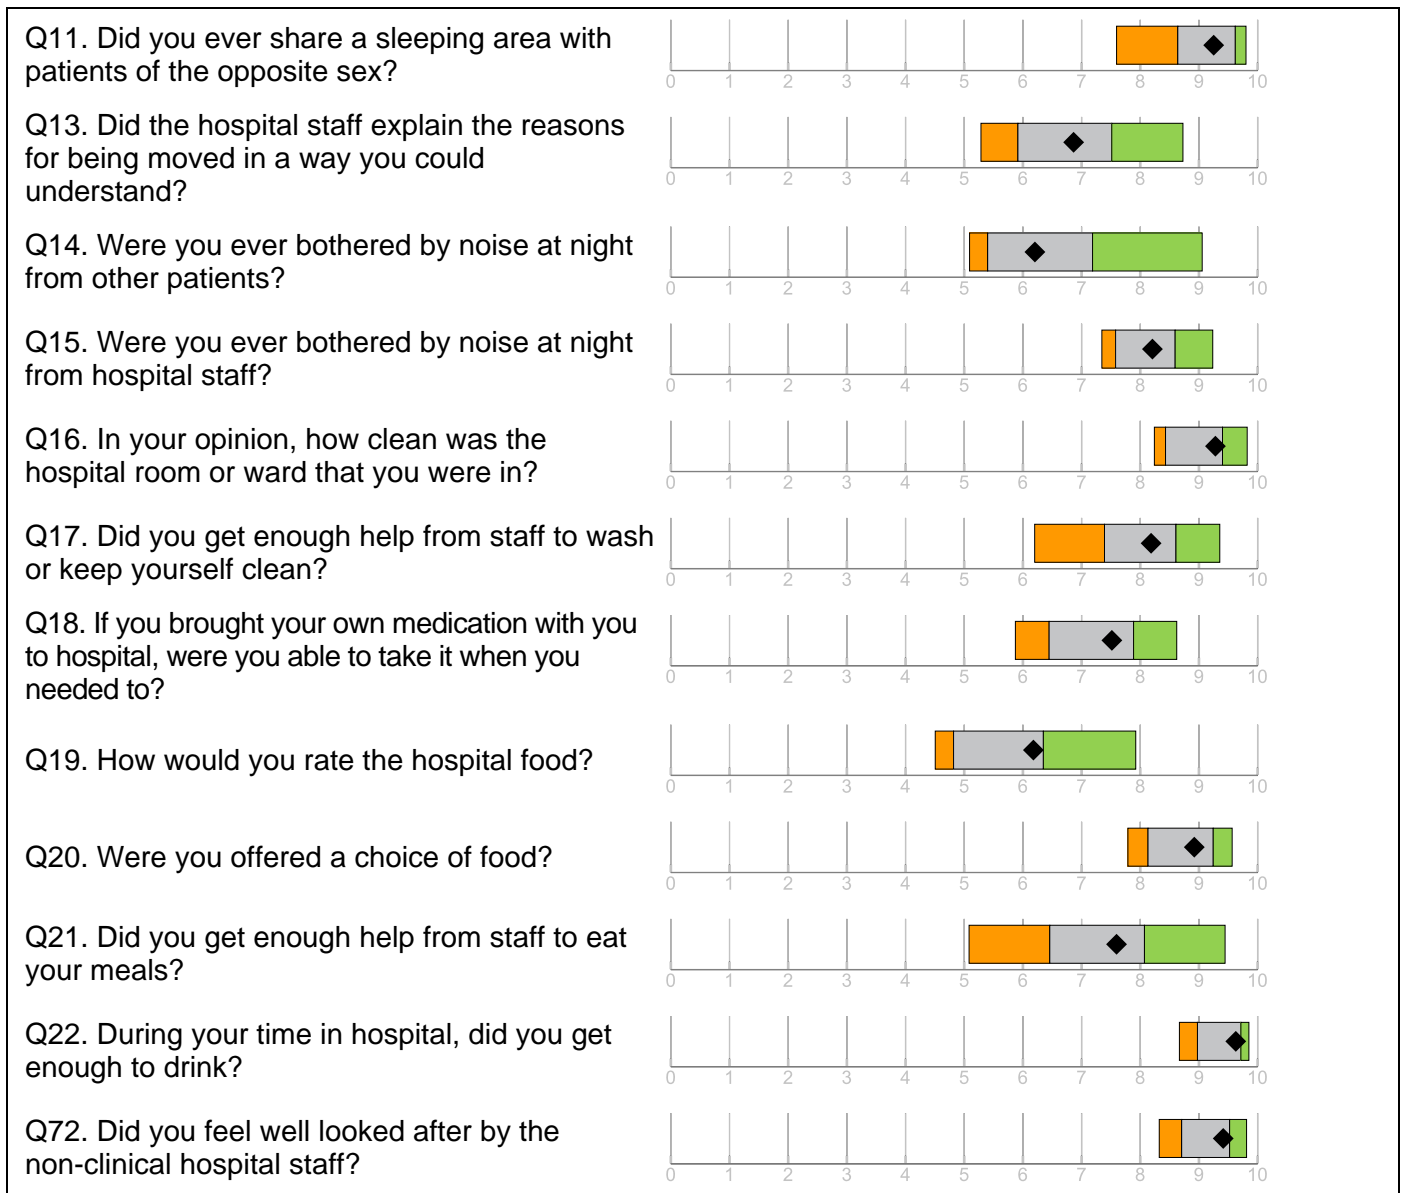 Q11. Did you ever share a sleeping area with
patients of the opposite sex?
0 1 2 3 4 5 6 7 8 9 10
Q13. Did the hospital staff explain the reasons
for being moved in a way you could
understand?
0 1 2 3 4 5 6 7 8 9 10
Q14. Were you ever bothered by noise at night
from other patients?
0 1 2 3 4 5 6 7 8 9 10
Q15. Were you ever bothered by noise at night
from hospital staff?
0 1 2 3 4 5 6 7 8 9 10
Q16. In your opinion, how clean was the
hospital room or ward that you were in?
0 1 2 3 4 5 6 7 8 9 10
Q17. Did you get enough help from staff to wash
or keep yourself clean?
0 1 2 3 4 5 6 7 8 9 10
Q18. If you brought your own medication with you
to hospital, were you able to take it when you
needed to?
0 1 2 3 4 5 6 7 8 9 10
Q19. How would you rate the hospital food?
0 1 2 3 4 5 6 7 8 9 10
Q20. Were you offered a choice of food?
0 1 2 3 4 5 6 7 8 9 10
Q21. Did you get enough help from staff to eat
your meals?
0 1 2 3 4 5 6 7 8 9 10
Q22. During your time in hospital, did you get
enough to drink?
0 1 2 3 4 5 6 7 8 9 10
Q72. Did you feel well looked after by the
non-clinical hospital staff?
0 1 2 3 4 5 6 7 8 9 10